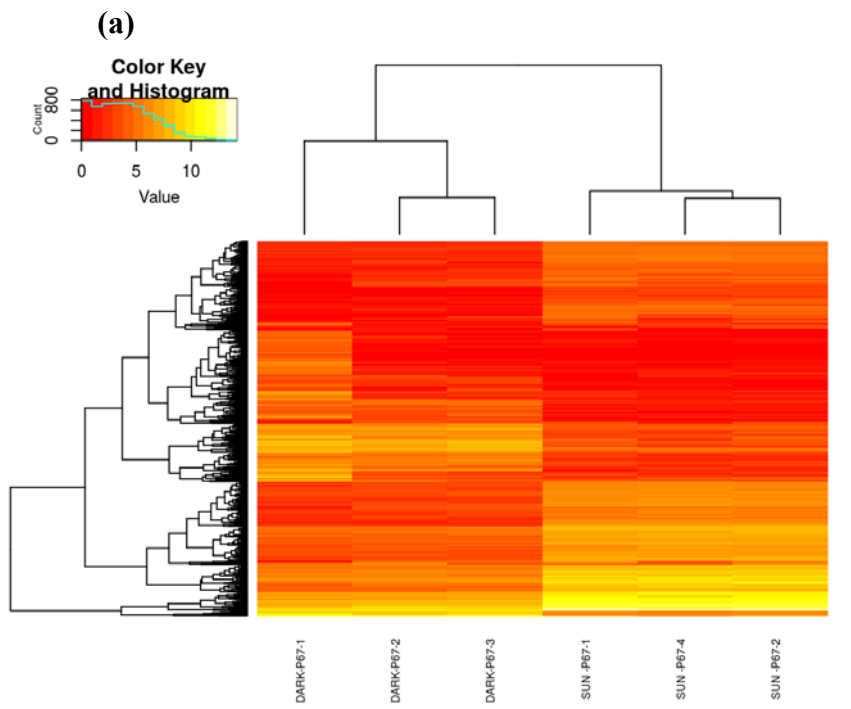 (a)
Color Key
and Histogram
Count
0 800
0 5 10
Value
DARK-P67-1
DARK-P67-2
DARK-P67-3
SUN -P67-1
SUN -P67-4
SUN -P67-2